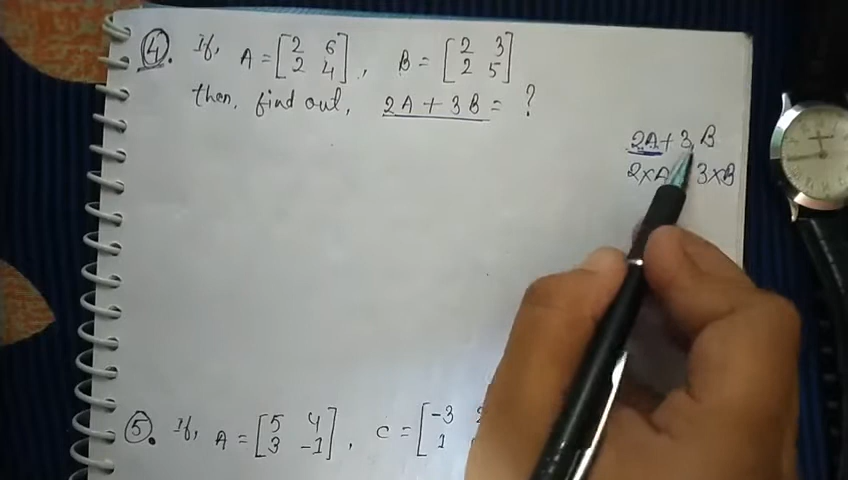 4. If, A = [2 6 2 4], B = [2 3 2 5]
then, find out, 2A + 3B = ?
2A + 3B
2×A 3×B
5. If, A = [5 4 3 -1], C = [-3 1